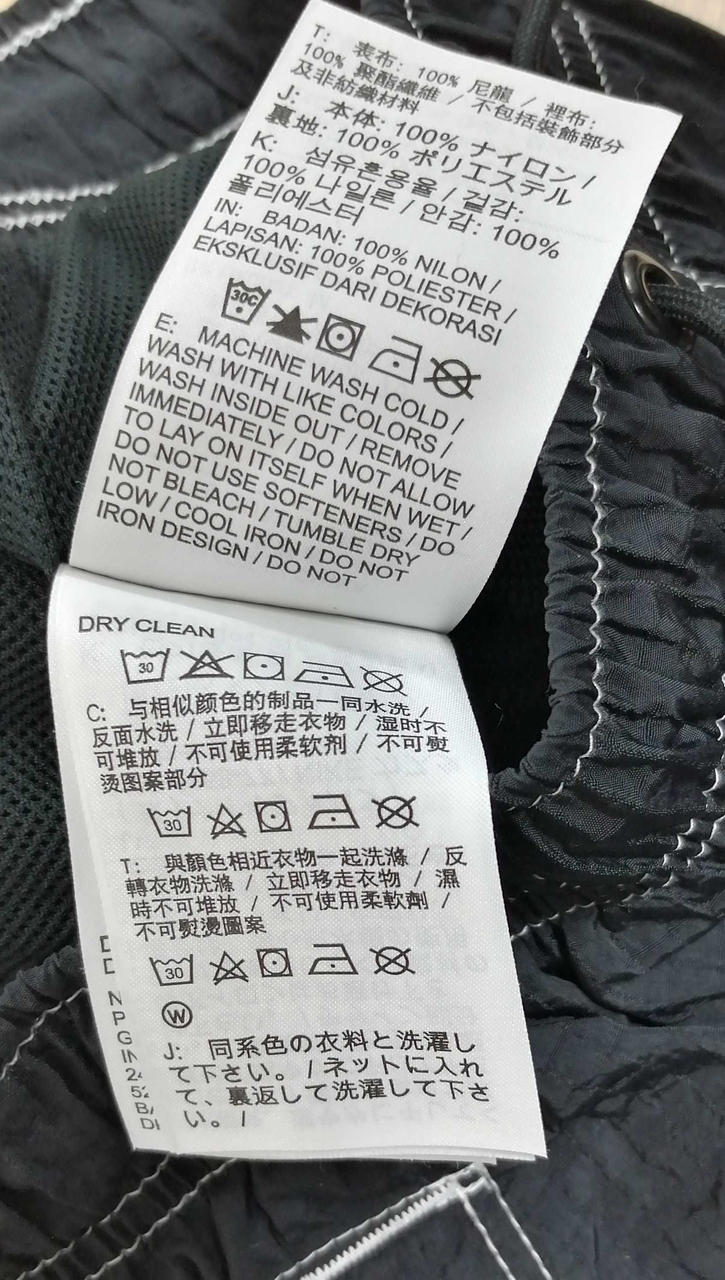 T: 表布: 100% 尼龍 / 裡布:
100% 聚酯纖維 / 不包括裝飾部分
及非紡織材料
J: 本体: 100% ナイロン /
裏地: 100% ポリエステル
K: 섬유혼용율 / 겉감:
100% 나일론 / 안감: 100%
폴리에스터
IN: BADAN: 100% NILON /
LAPISAN: 100% POLIESTER /
EKSKLUSIF DARI DEKORASI
30C
E: MACHINE WASH COLD /
WASH WITH LIKE COLORS /
WASH INSIDE OUT / REMOVE
IMMEDIATELY / DO NOT ALLOW
TO LAY ON ITSELF WHEN WET /
DO NOT USE SOFTENERS / DO
NOT BLEACH / TUMBLE DRY
LOW / COOL IRON / DO NOT
IRON DESIGN / DO NOT
DRY CLEAN
30
C: 与相似颜色的制品一同水洗 /
反面水洗 / 立即移走衣物 / 湿时不
可堆放 / 不可使用柔软剂 / 不可熨
烫图案部分
30
T: 與顏色相近衣物一起洗滌 / 反
轉衣物洗滌 / 立即移走衣物 / 濕
時不可堆放 / 不可使用柔軟劑 /
不可熨燙圖案
30
W
J: 同系色の衣料と洗濯し
て下さい。 / ネットに入れ
て、裏返して洗濯して下さ
い。 /